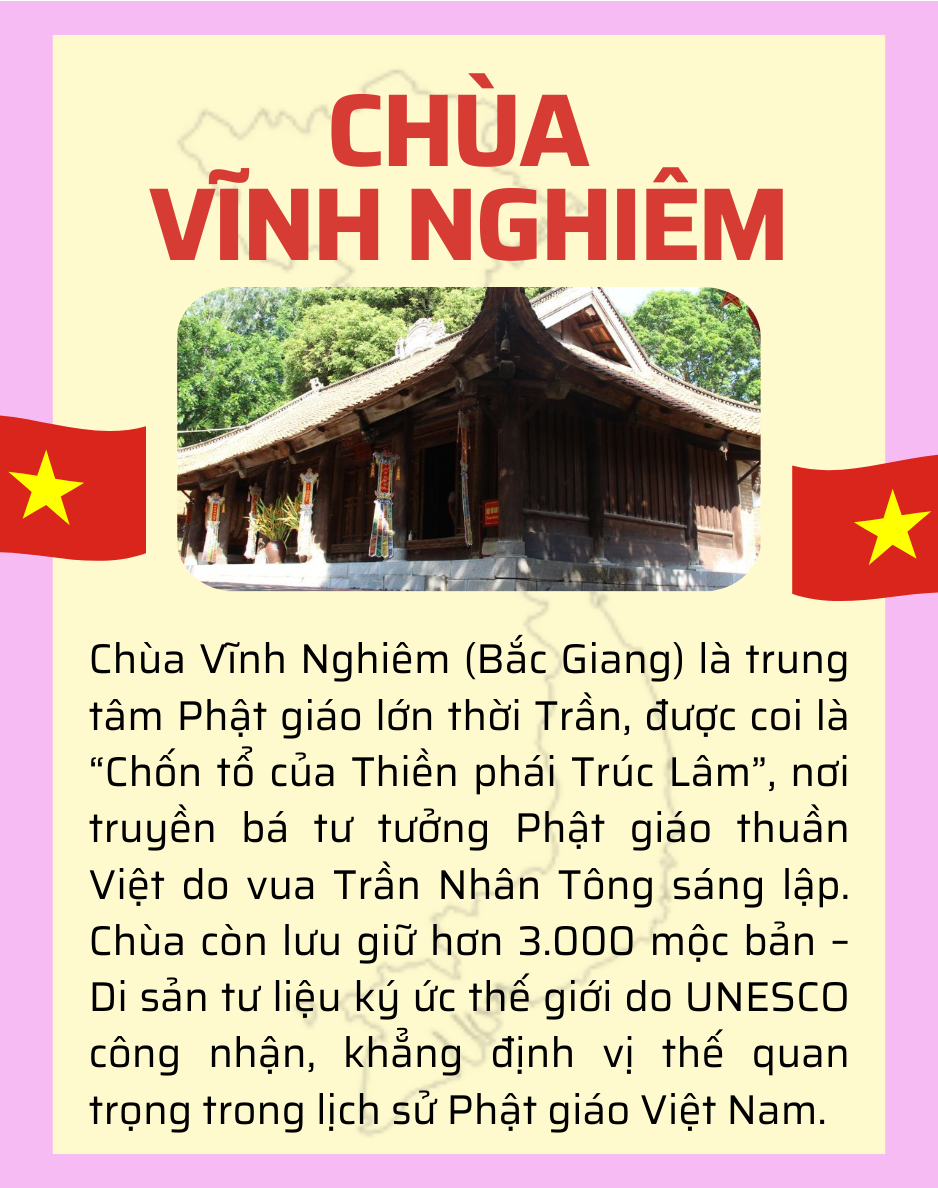 CHÙA
VĨNH NGHIÊM
Chùa Vĩnh Nghiêm (Bắc Giang) là trung
tâm Phật giáo lớn thời Trần, được coi là
“Chốn tổ của Thiền phái Trúc Lâm”, nơi
truyền bá tư tưởng Phật giáo thuần
Việt do vua Trần Nhân Tông sáng lập.
Chùa còn lưu giữ hơn 3.000 mộc bản –
Di sản tư liệu ký ức thế giới do UNESCO
công nhận, khẳng định vị thế quan
trọng trong lịch sử Phật giáo Việt Nam.